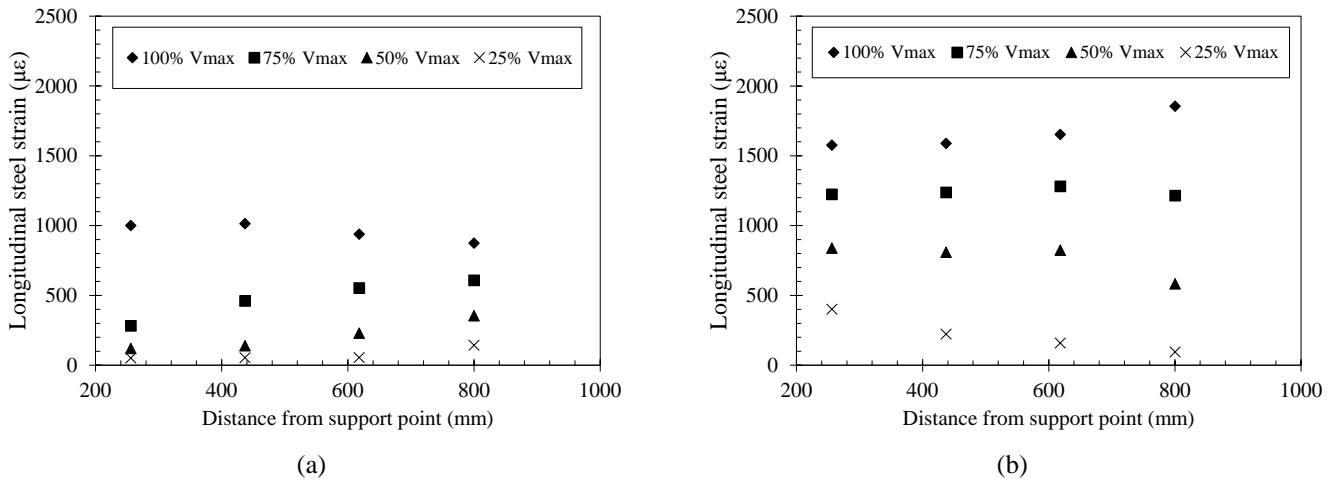 2500
2000
1500
1000
500
0
Longitudinal steel strain (με)
100% Vmax 75% Vmax 50% Vmax 25% Vmax
200 400 600 800 1000
Distance from support point (mm)
(a)
2500
2000
1500
1000
500
0
Longitudinal steel strain (με)
100% Vmax 75% Vmax 50% Vmax 25% Vmax
200 400 600 800 1000
Distance from support point (mm)
(b)